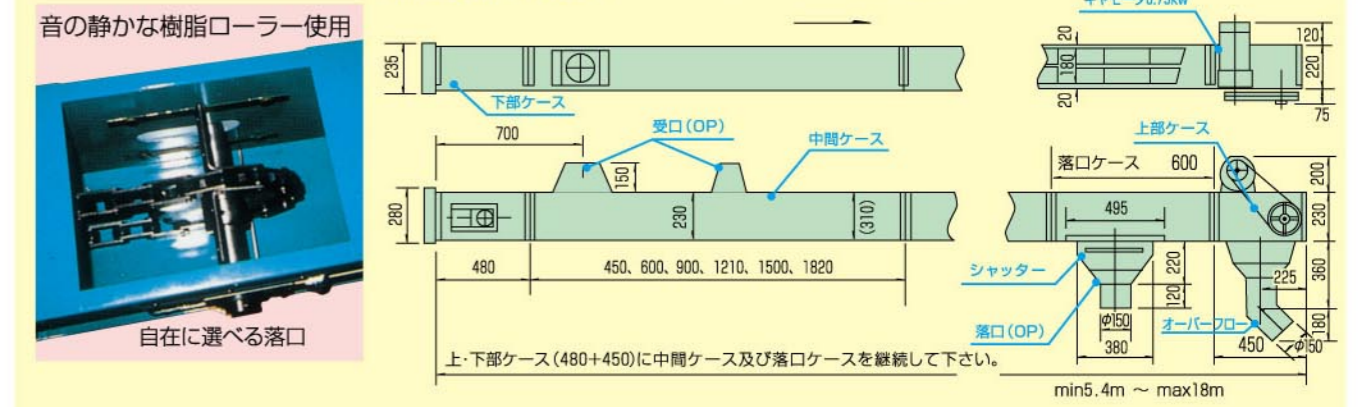 音の静かな樹脂ローラー使用
自在に選べる落口
235
下部ケース
20
180
20
120
220
75
700
受口(OP)
中間ケース
上部ケース
150
落口ケース 600
200
280
230
(310)
495
230
480
450、600、900、1210、1500、1820
シャッター
220
120
225
360
落口(OP)
φ150
380
オーバーフロー
180
450
φ150
上・下部ケース(480+450)に中間ケース及び落口ケースを継続して下さい。
min5.4m ～ max18m